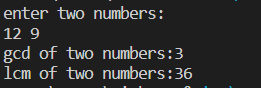 enter two numbers:
12 9
gcd of two numbers:3
lcm of two numbers:36